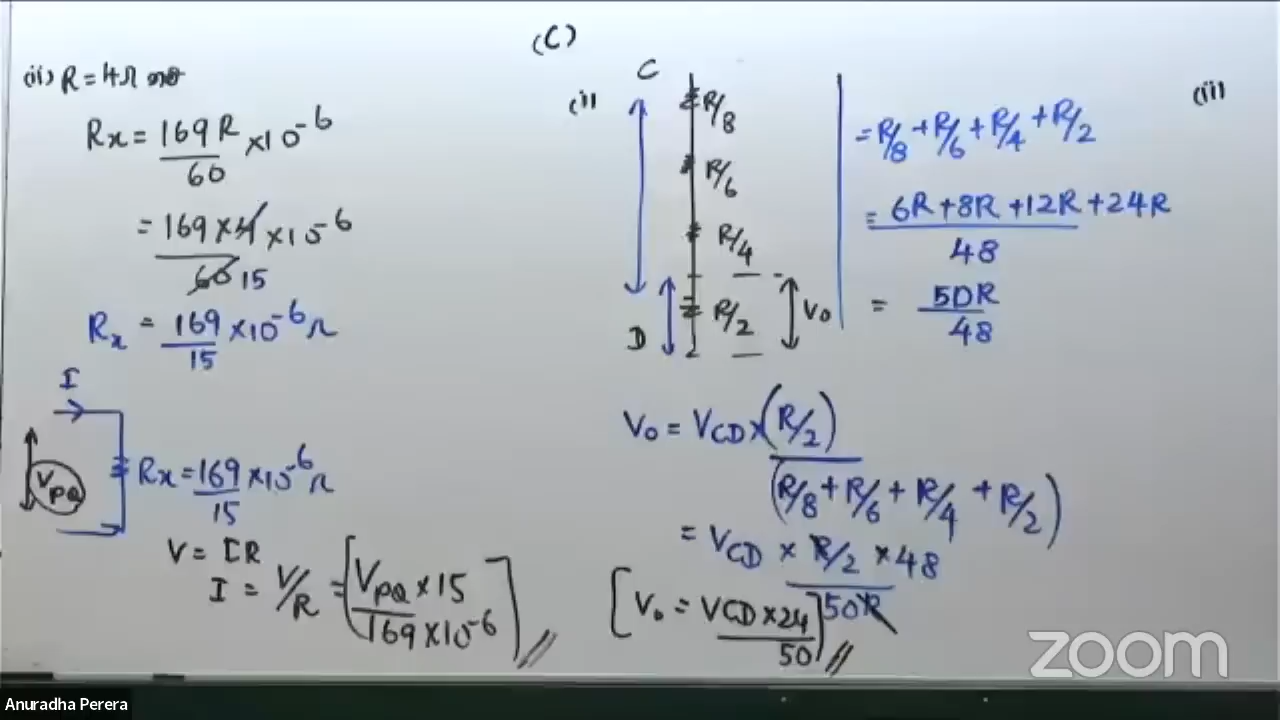 (ii) R = 4Ω නම්
Rx = 169R/60 × 10⁻⁶
= 169 × 4/60 15 × 10⁻⁶
Rx = 169/15 × 10⁻⁶ Ω
I
VPQ
Rx = 169/15 × 10⁻⁶ Ω
V = IR
I = V/R = [VPQ × 15/169 × 10⁻⁶]
(C)
(i)
C
R/8
R/6
R/4
R/2
D
V₀
= R/8 + R/6 + R/4 + R/2
= 6R + 8R + 12R + 24R/48
= 50R/48
V₀ = VCD × (R/2)/(R/8 + R/6 + R/4 + R/2)
= VCD × R/2 × 48/50R
[V₀ = VCD × 24/50]
(ii)
zoom
Anuradha Perera